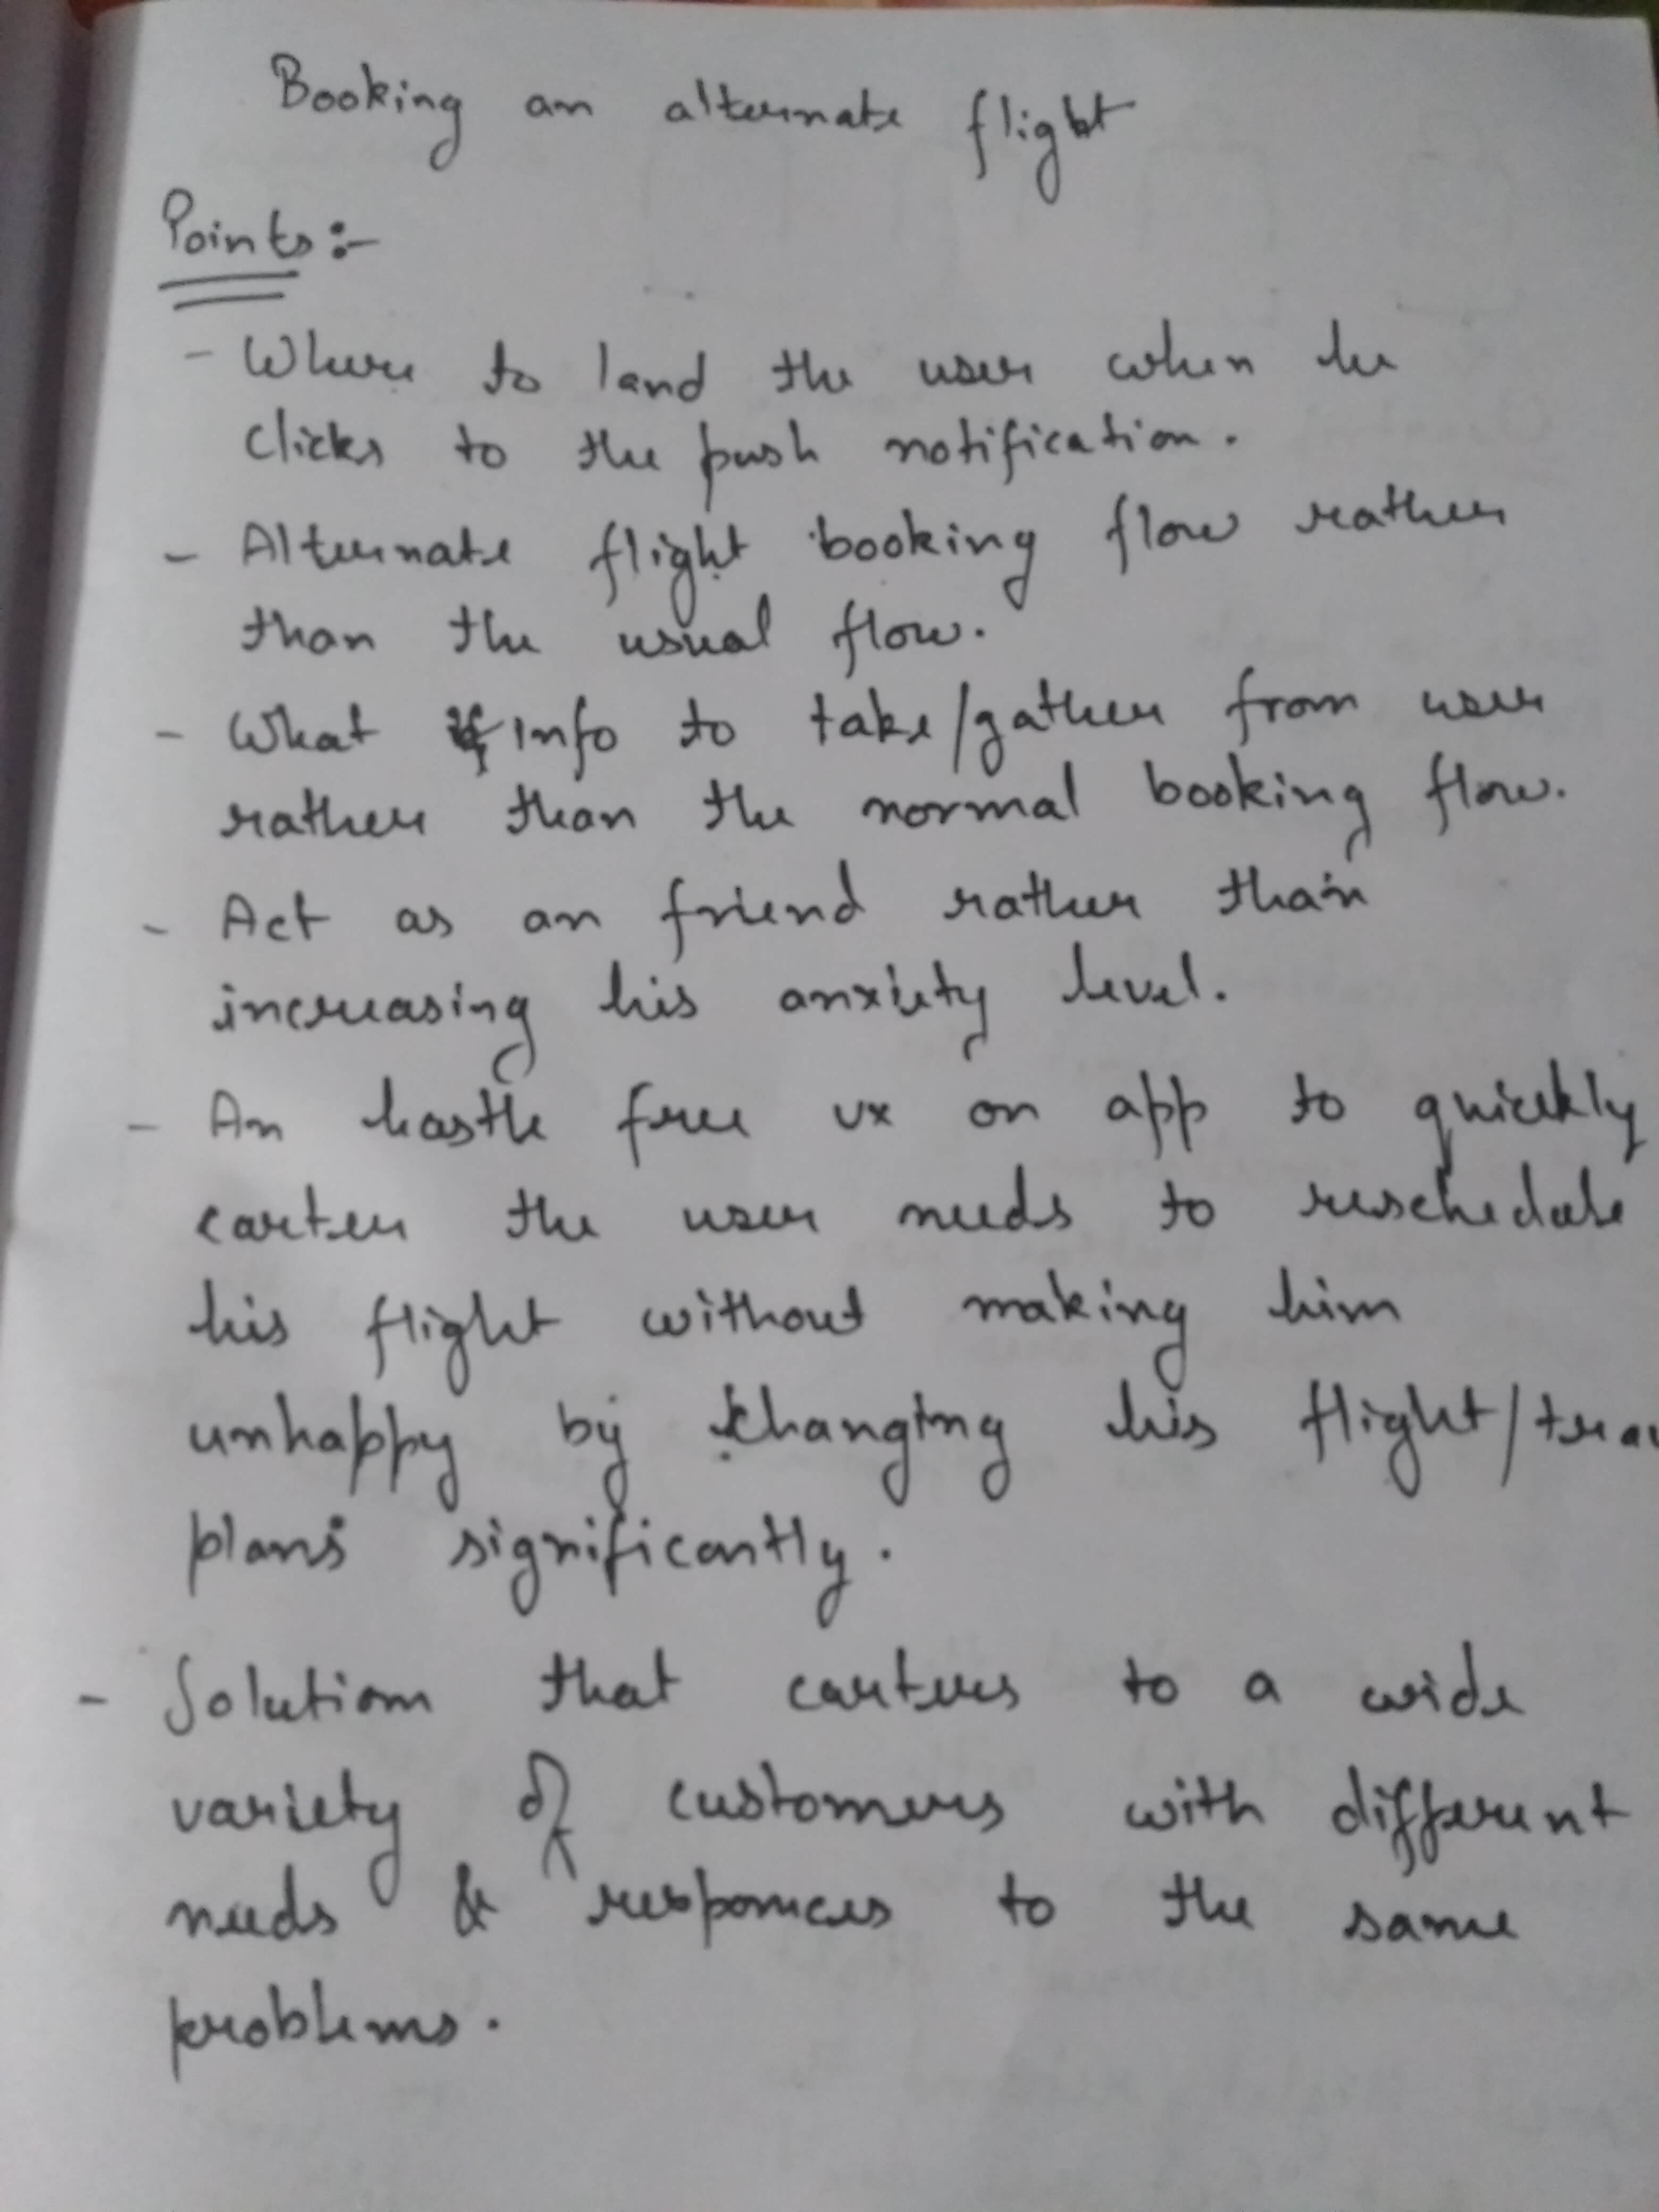 Booking an alternate flight
Points :-
- Where to land the user when he
clicks to the push notification.
- Alternate flight booking flow rather
than the usual flow.
- What info to take/gather from user
rather than the normal booking flow.
- Act as an friend rather than
increasing his anxiety level.
- An hastle free ux on app to quickly
carter the user needs to reschedule
his flight without making him
unhappy by changing his flight/
plans significantly.
- Solution that carters to a wide
variety of customers with different
needs & responces to the same
problems.